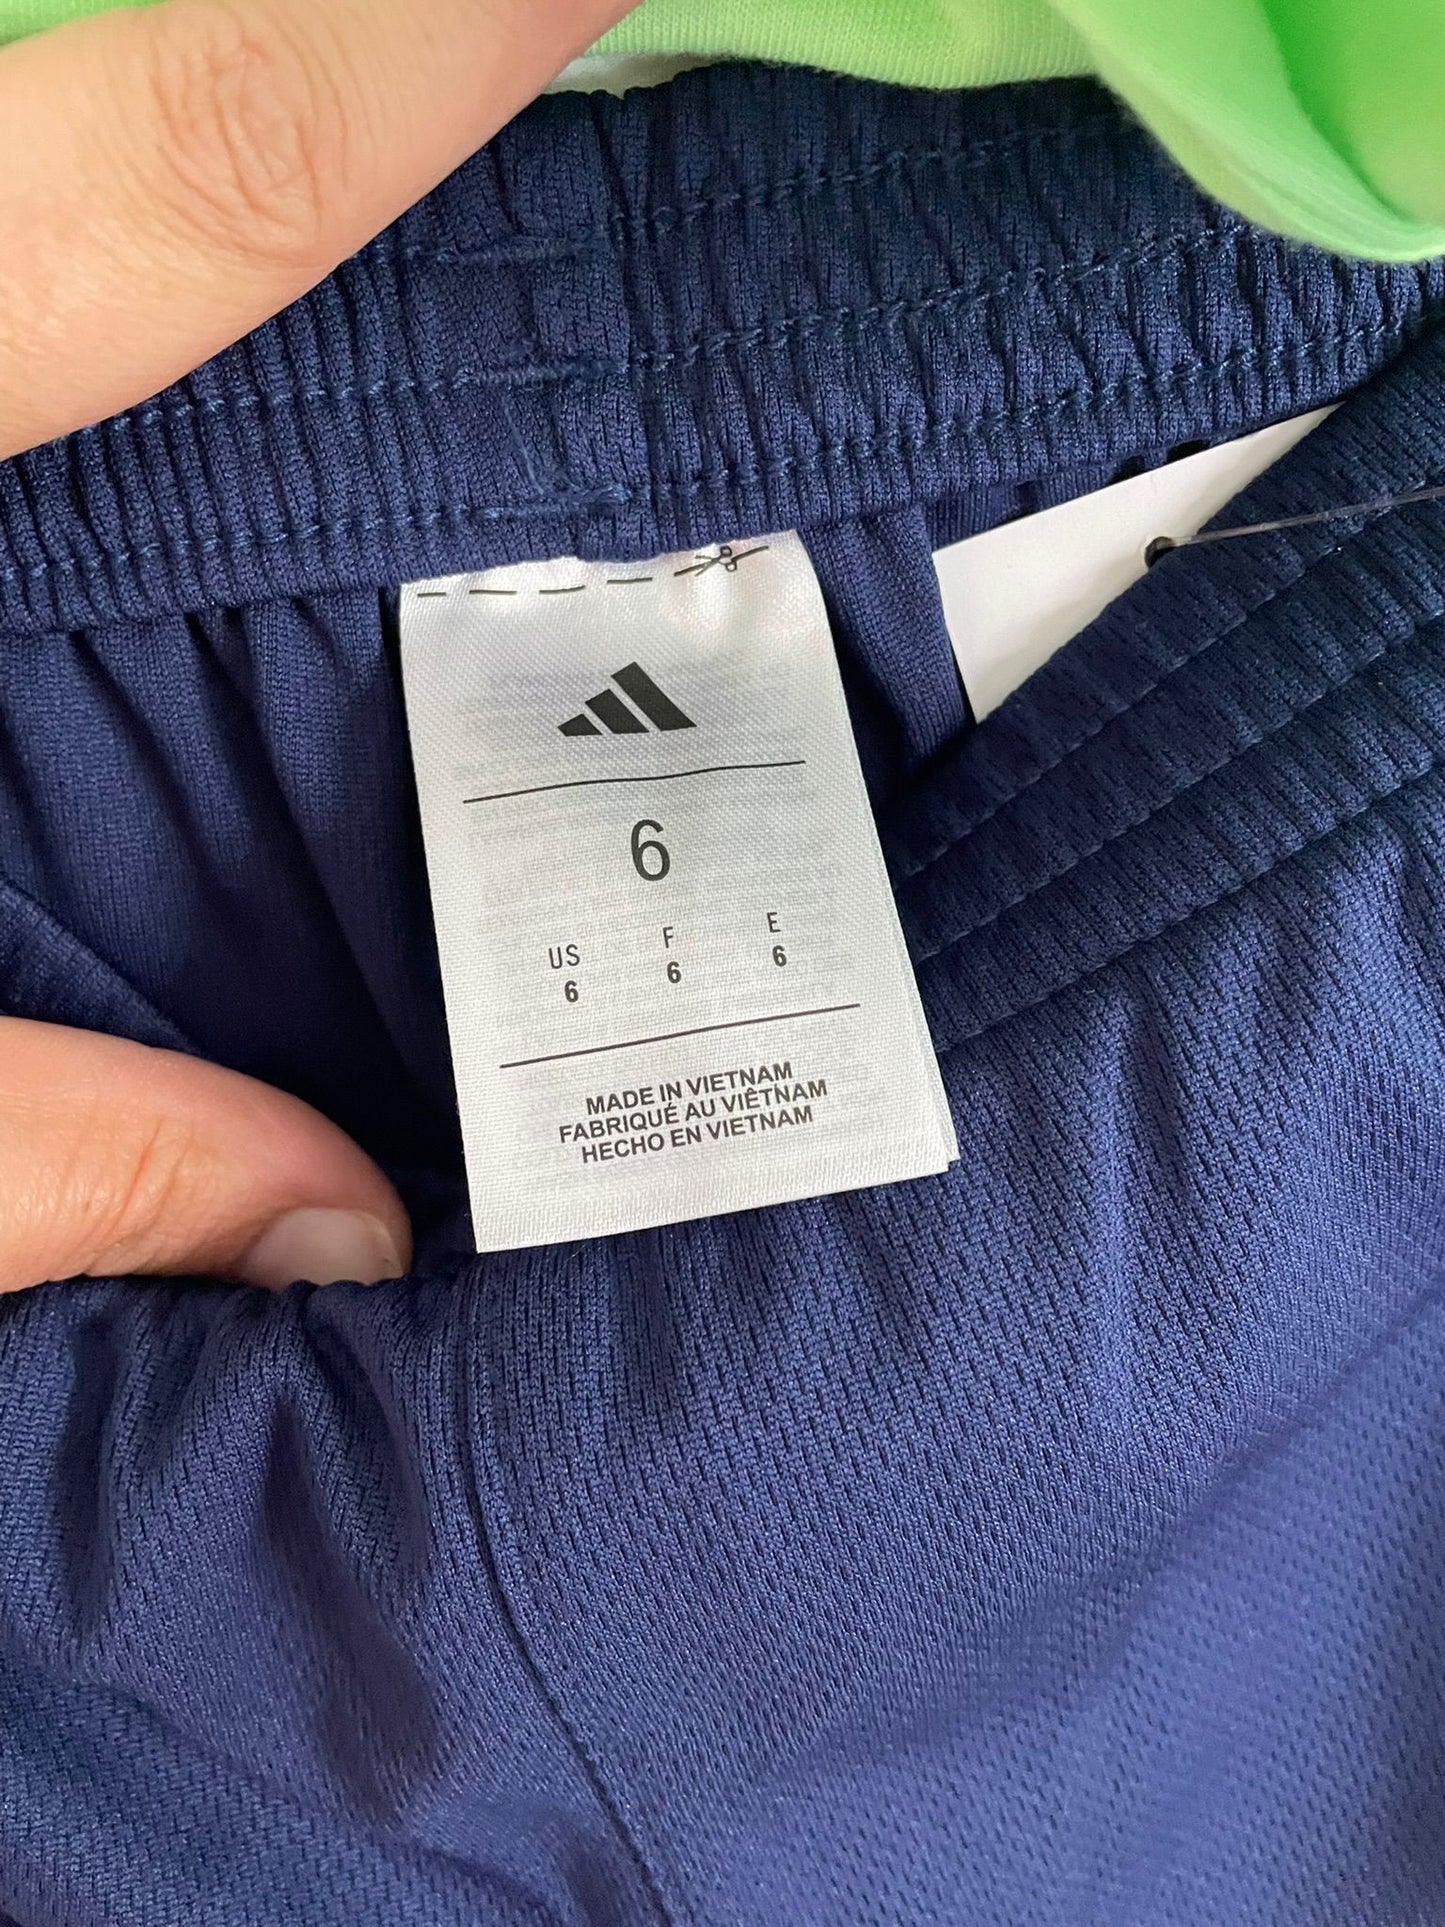 6
US F E
6 6 6
MADE IN VIETNAM
FABRIQUÉ AU VIÊTNAM
HECHO EN VIETNAM